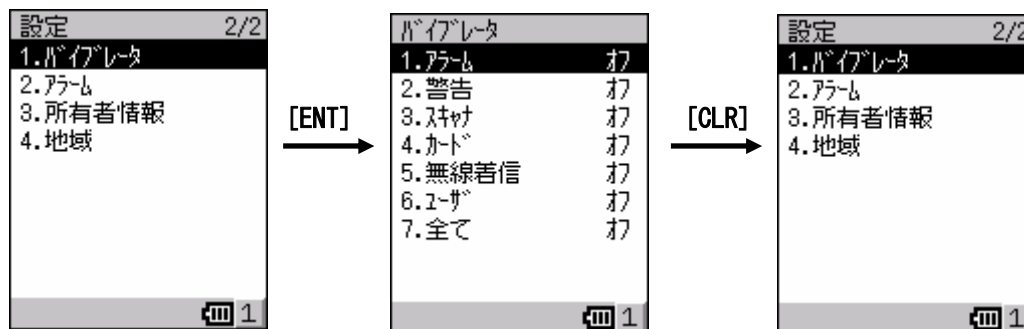 設定 2/2
1.ﾊﾞｲﾌﾞﾚｰﾀ
2.ｱﾗｰﾑ
3.所有者情報
4.地域
1
[ENT]
ﾊﾞｲﾌﾞﾚｰﾀ
1.ｱﾗｰﾑ ｵﾌ
2.警告 ｵﾌ
3.ｽｷｬﾅ ｵﾌ
4.ｶｰﾄﾞ ｵﾌ
5.無線着信 ｵﾌ
6.ﾕｰｻﾞ ｵﾌ
7.全て ｵﾌ
1
[CLR]
設定 2/2
1.ﾊﾞｲﾌﾞﾚｰﾀ
2.ｱﾗｰﾑ
3.所有者情報
4.地域
1